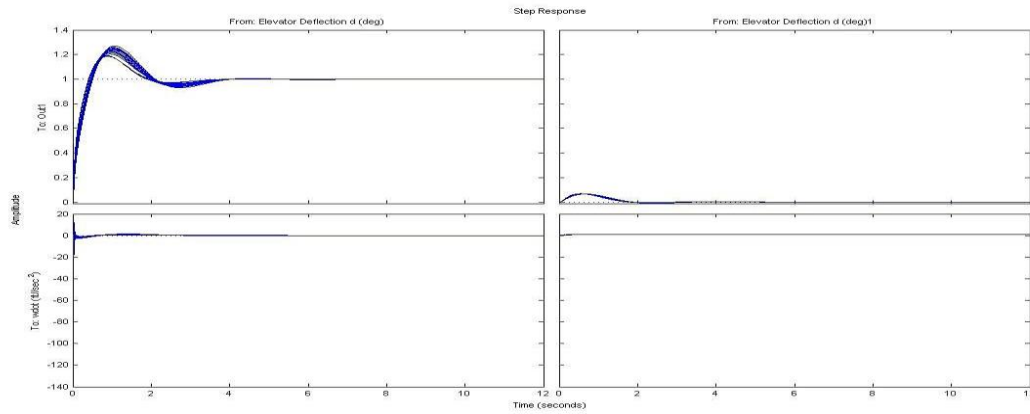 Step Response
From: Elevator Deflection d (deg)
From: Elevator Deflection d (deg)1
1.4
1.2
1
0.8
0.6
0.4
0.2
0
To: Out1
Amplitude
20
0
-20
-40
-60
-80
-100
-120
-140
To: wdot (ft/sec²)
0 2 4 6 8 10 12
0 2 4 6 8 10
Time (seconds)